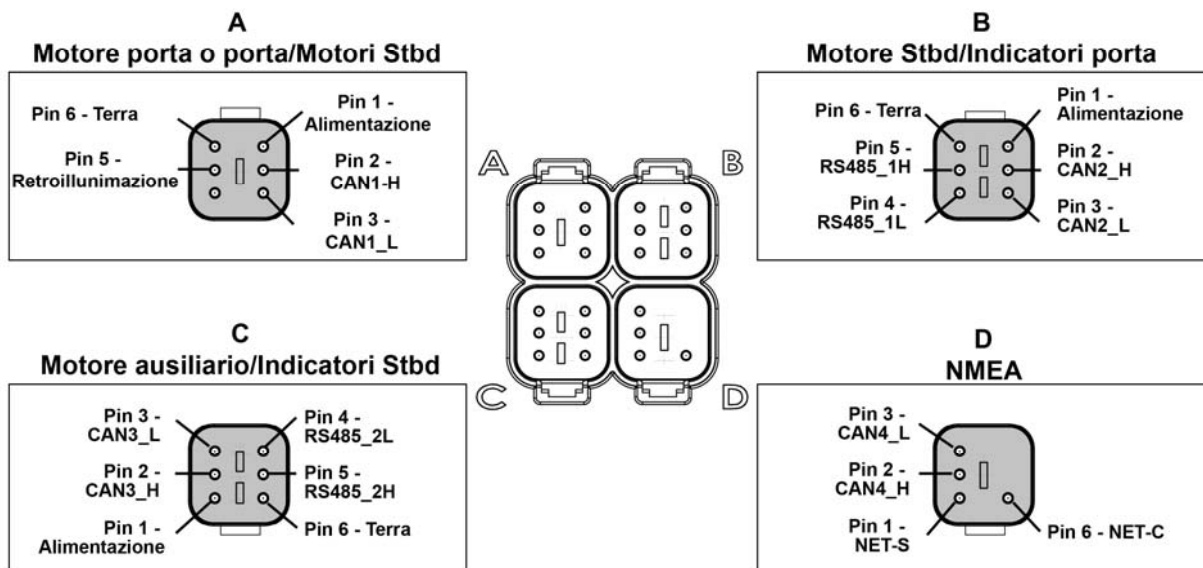 A
Motore porta o porta/Motori Stbd
Pin 6 - Terra
Pin 1 -
Alimentazione
Pin 5 -
Retroillunimazione
Pin 2 -
CAN1-H
Pin 3 -
CAN1_L
B
Motore Stbd/Indicatori porta
Pin 6 - Terra
Pin 1 -
Alimentazione
Pin 5 -
RS485_1H
Pin 2 -
CAN2_H
Pin 4 -
RS485_1L
Pin 3 -
CAN2_L
A
B
C
D
C
Motore ausiliario/Indicatori Stbd
Pin 3 -
CAN3_L
Pin 4 -
RS485_2L
Pin 2 -
CAN3_H
Pin 5 -
RS485_2H
Pin 1 -
Alimentazione
Pin 6 - Terra
D
NMEA
Pin 3 -
CAN4_L
Pin 2 -
CAN4_H
Pin 1 -
NET-S
Pin 6 - NET-C